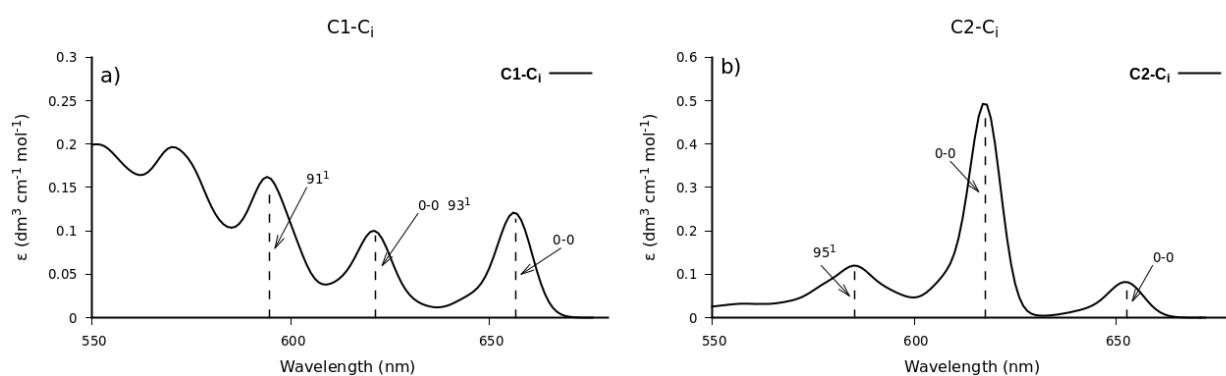 C1-Cᵢ
a)
C1-Cᵢ
ε (dm³ cm⁻¹ mol⁻¹)
0.3
0.25
0.2
0.15
0.1
0.05
0
91¹
0-0 93¹
0-0
550
600
650
Wavelength (nm)
C2-Cᵢ
b)
C2-Cᵢ
ε (dm³ cm⁻¹ mol⁻¹)
0.6
0.5
0.4
0.3
0.2
0.1
0
0-0
95¹
0-0
550
600
650
Wavelength (nm)